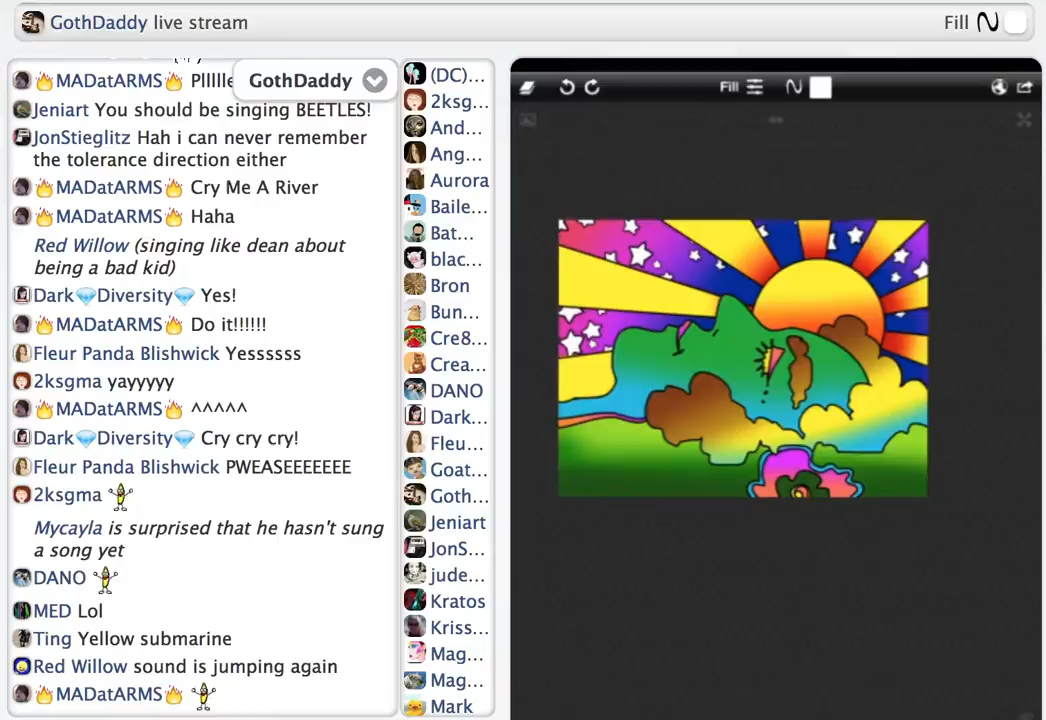 GothDaddy live stream
Fill
MADatARMS Plllle
GothDaddy
Jeniart You should be singing BEETLES!
JonStieglitz Hah i can never remember
the tolerance direction either
MADatARMS Cry Me A River
MADatARMS Haha
Red Willow (singing like dean about
being a bad kid)
Dark💎Diversity💎 Yes!
MADatARMS Do it!!!!!!
Fleur Panda Blishwick Yessssss
2ksgma yayyyyy
MADatARMS ^^^^^
Dark💎Diversity💎 Cry cry cry!
Fleur Panda Blishwick PWEASEEEEEEE
2ksgma
Mycayla is surprised that he hasn't sung
a song yet
DANO
MED Lol
Ting Yellow submarine
Red Willow sound is jumping again
MADatARMS
(DC)...
2ksg...
And...
Ang...
Aurora
Baile...
Bat...
blac...
Bron
Bun...
Cre8...
Crea...
DANO
Dark...
Fleu...
Goat...
Goth...
Jeniart
JonS...
jude...
Kratos
Kriss...
Mag...
Mag...
Mark
Fill